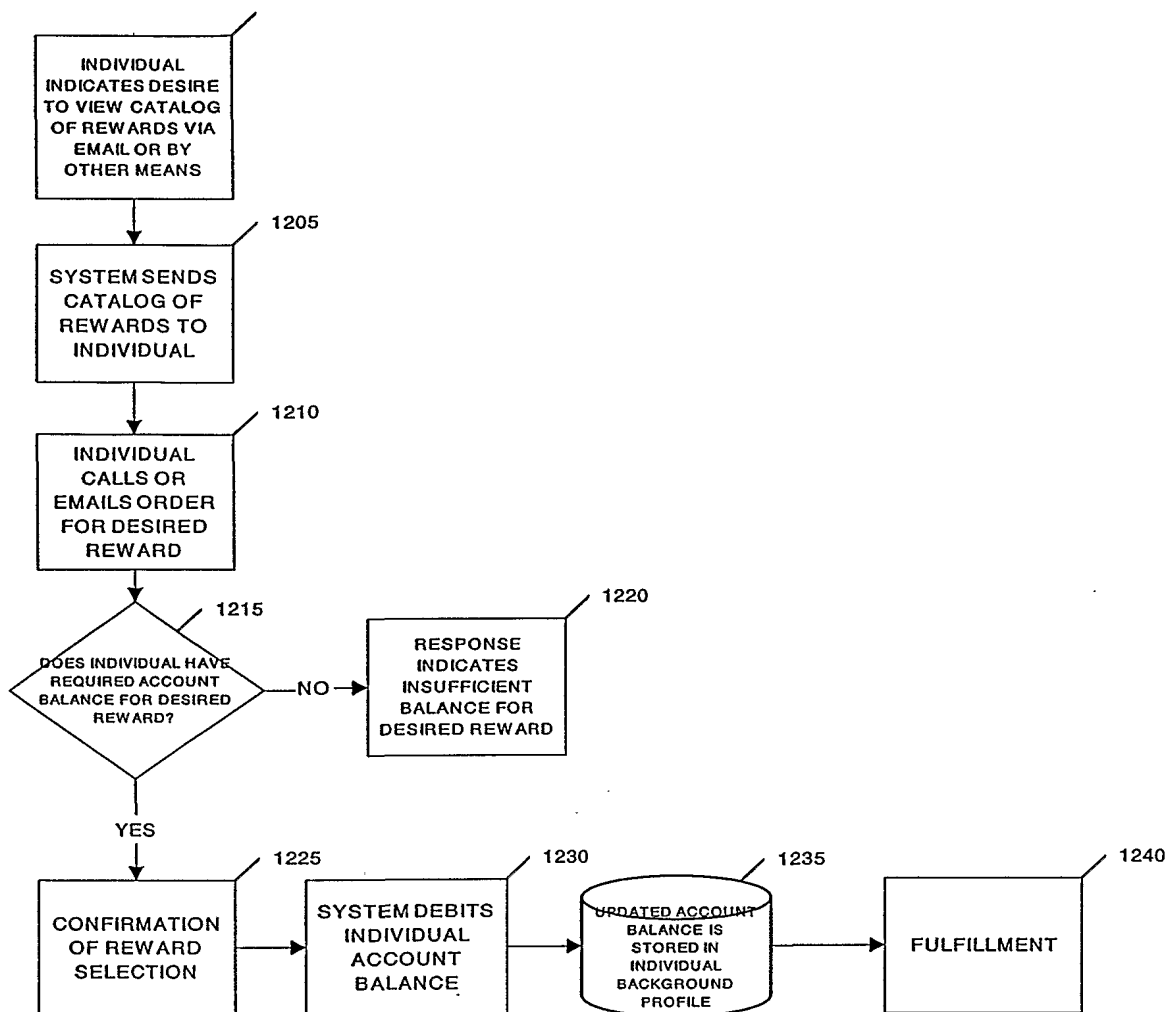 INDIVIDUAL
INDICATES DESIRE
TO VIEW CATALOG
OF REWARDS VIA
EMAIL OR BY
OTHER MEANS
1205
SYSTEM SENDS
CATALOG OF
REWARDS TO
INDIVIDUAL
1210
INDIVIDUAL
CALLS OR
EMAILS ORDER
FOR DESIRED
REWARD
1215
DOES INDIVIDUAL HAVE
REQUIRED ACCOUNT
BALANCE FOR DESIRED
REWARD?
NO
1220
RESPONSE
INDICATES
INSUFFICIENT
BALANCE FOR
DESIRED REWARD
YES
1225
CONFIRMATION
OF REWARD
SELECTION
1230
SYSTEM DEBITS
INDIVIDUAL
ACCOUNT
BALANCE
1235
UPDATED ACCOUNT
BALANCE IS
STORED IN
INDIVIDUAL
BACKGROUND
PROFILE
1240
FULFILLMENT